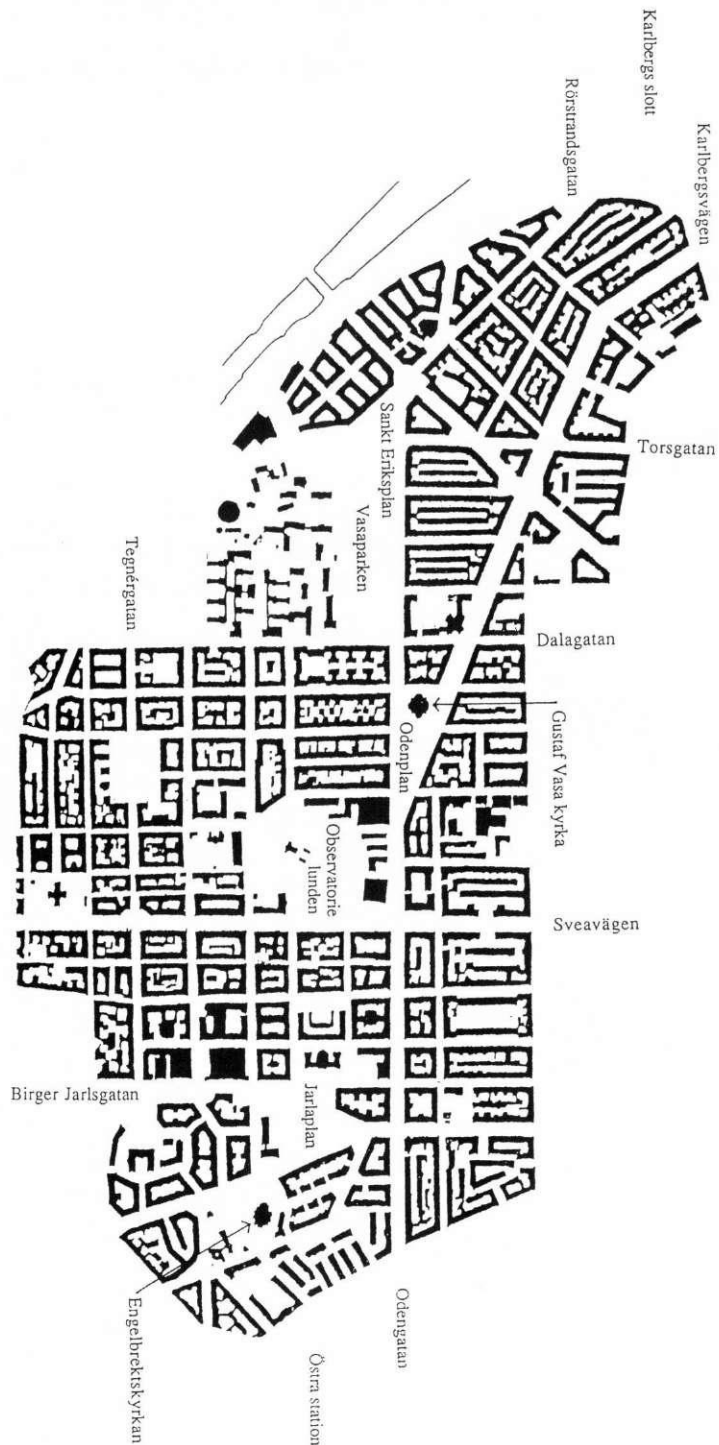 Karlbergs slott
Karlbergsvägen
Rörstrandsgatan
Torsgatan
Sankt Eriksplan
Vasaparken
Tegnérgatan
Dalagatan
Gustaf Vasa kyrka
Odenplan
Observatorie
lunden
Sveavägen
Birger Jarlsgatan
Jarlaplan
Odengatan
Engelbrektskyrkan
Östra station